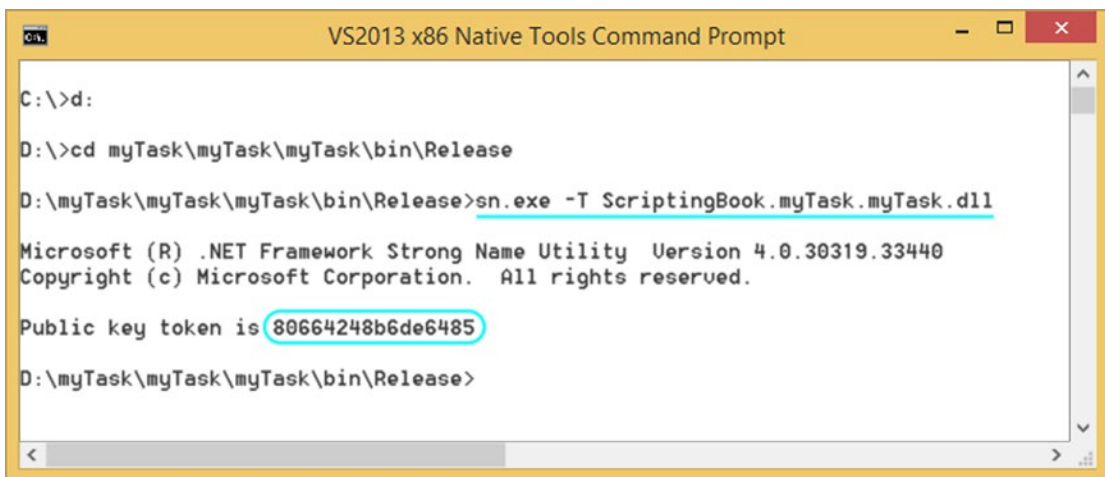 C:\.
VS2013 x86 Native Tools Command Prompt
C:\>d:
D:\>cd myTask\myTask\myTask\bin\Release
D:\myTask\myTask\myTask\bin\Release>sn.exe -T ScriptingBook.myTask.myTask.dll
Microsoft (R) .NET Framework Strong Name Utility  Version 4.0.30319.33440
Copyright (c) Microsoft Corporation.  All rights reserved.
Public key token is 80664248b6de6485
D:\myTask\myTask\myTask\bin\Release>